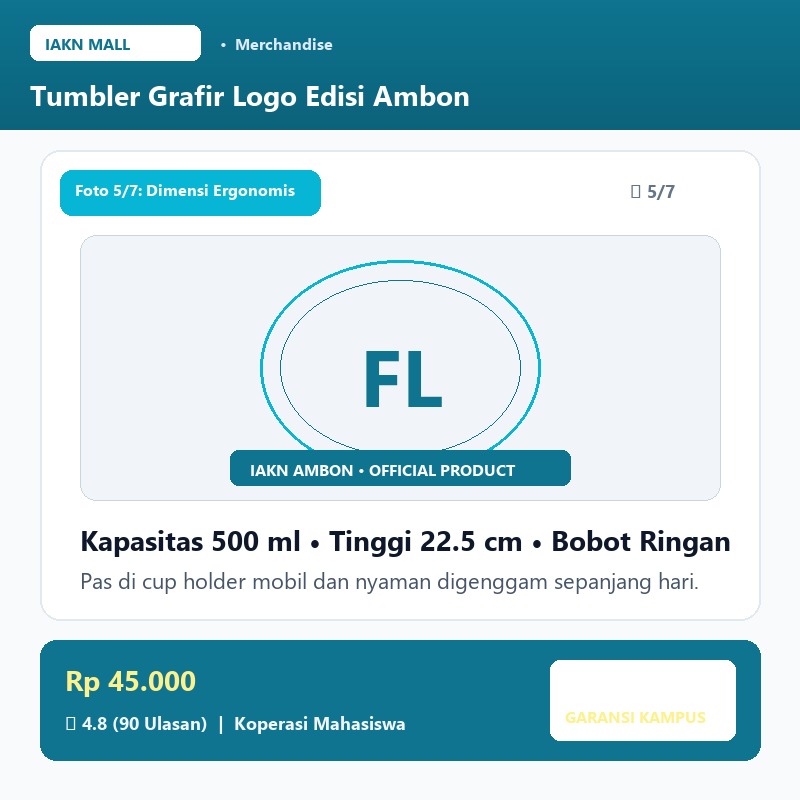 IAKN MALL
• Merchandise
Tumbler Grafir Logo Edisi Ambon
Foto 5/7: Dimensi Ergonomis
5/7
FL
IAKN AMBON • OFFICIAL PRODUCT
Kapasitas 500 ml • Tinggi 22.5 cm • Bobot Ringan
Pas di cup holder mobil dan nyaman digenggam sepanjang hari.
Rp 45.000
4.8 (90 Ulasan) | Koperasi Mahasiswa
GARANSI KAMPUS